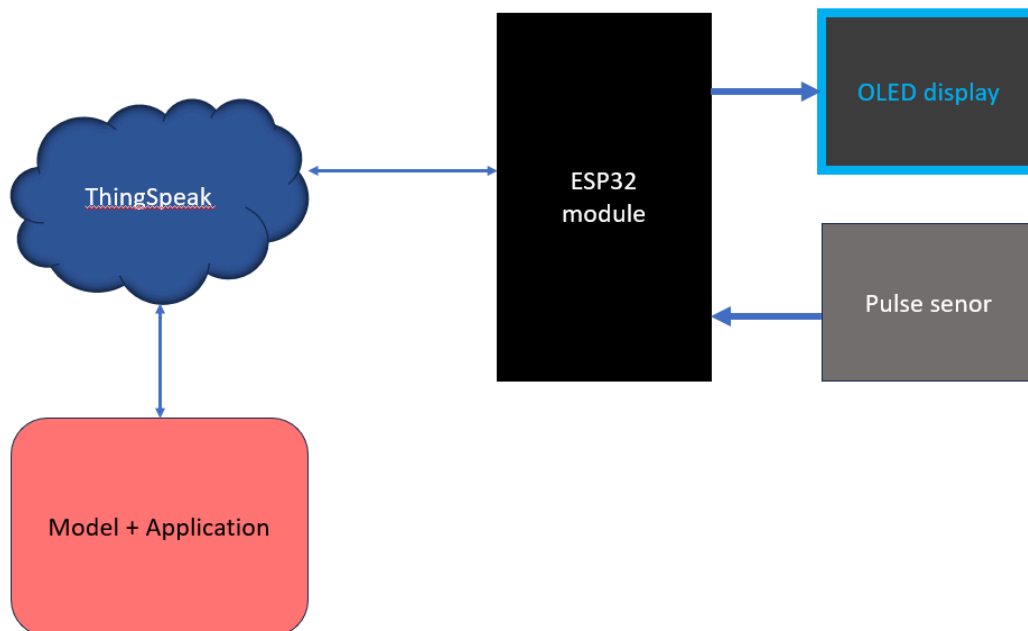 OLED display
ThingSpeak
ESP32
module
Pulse senor
Model + Application